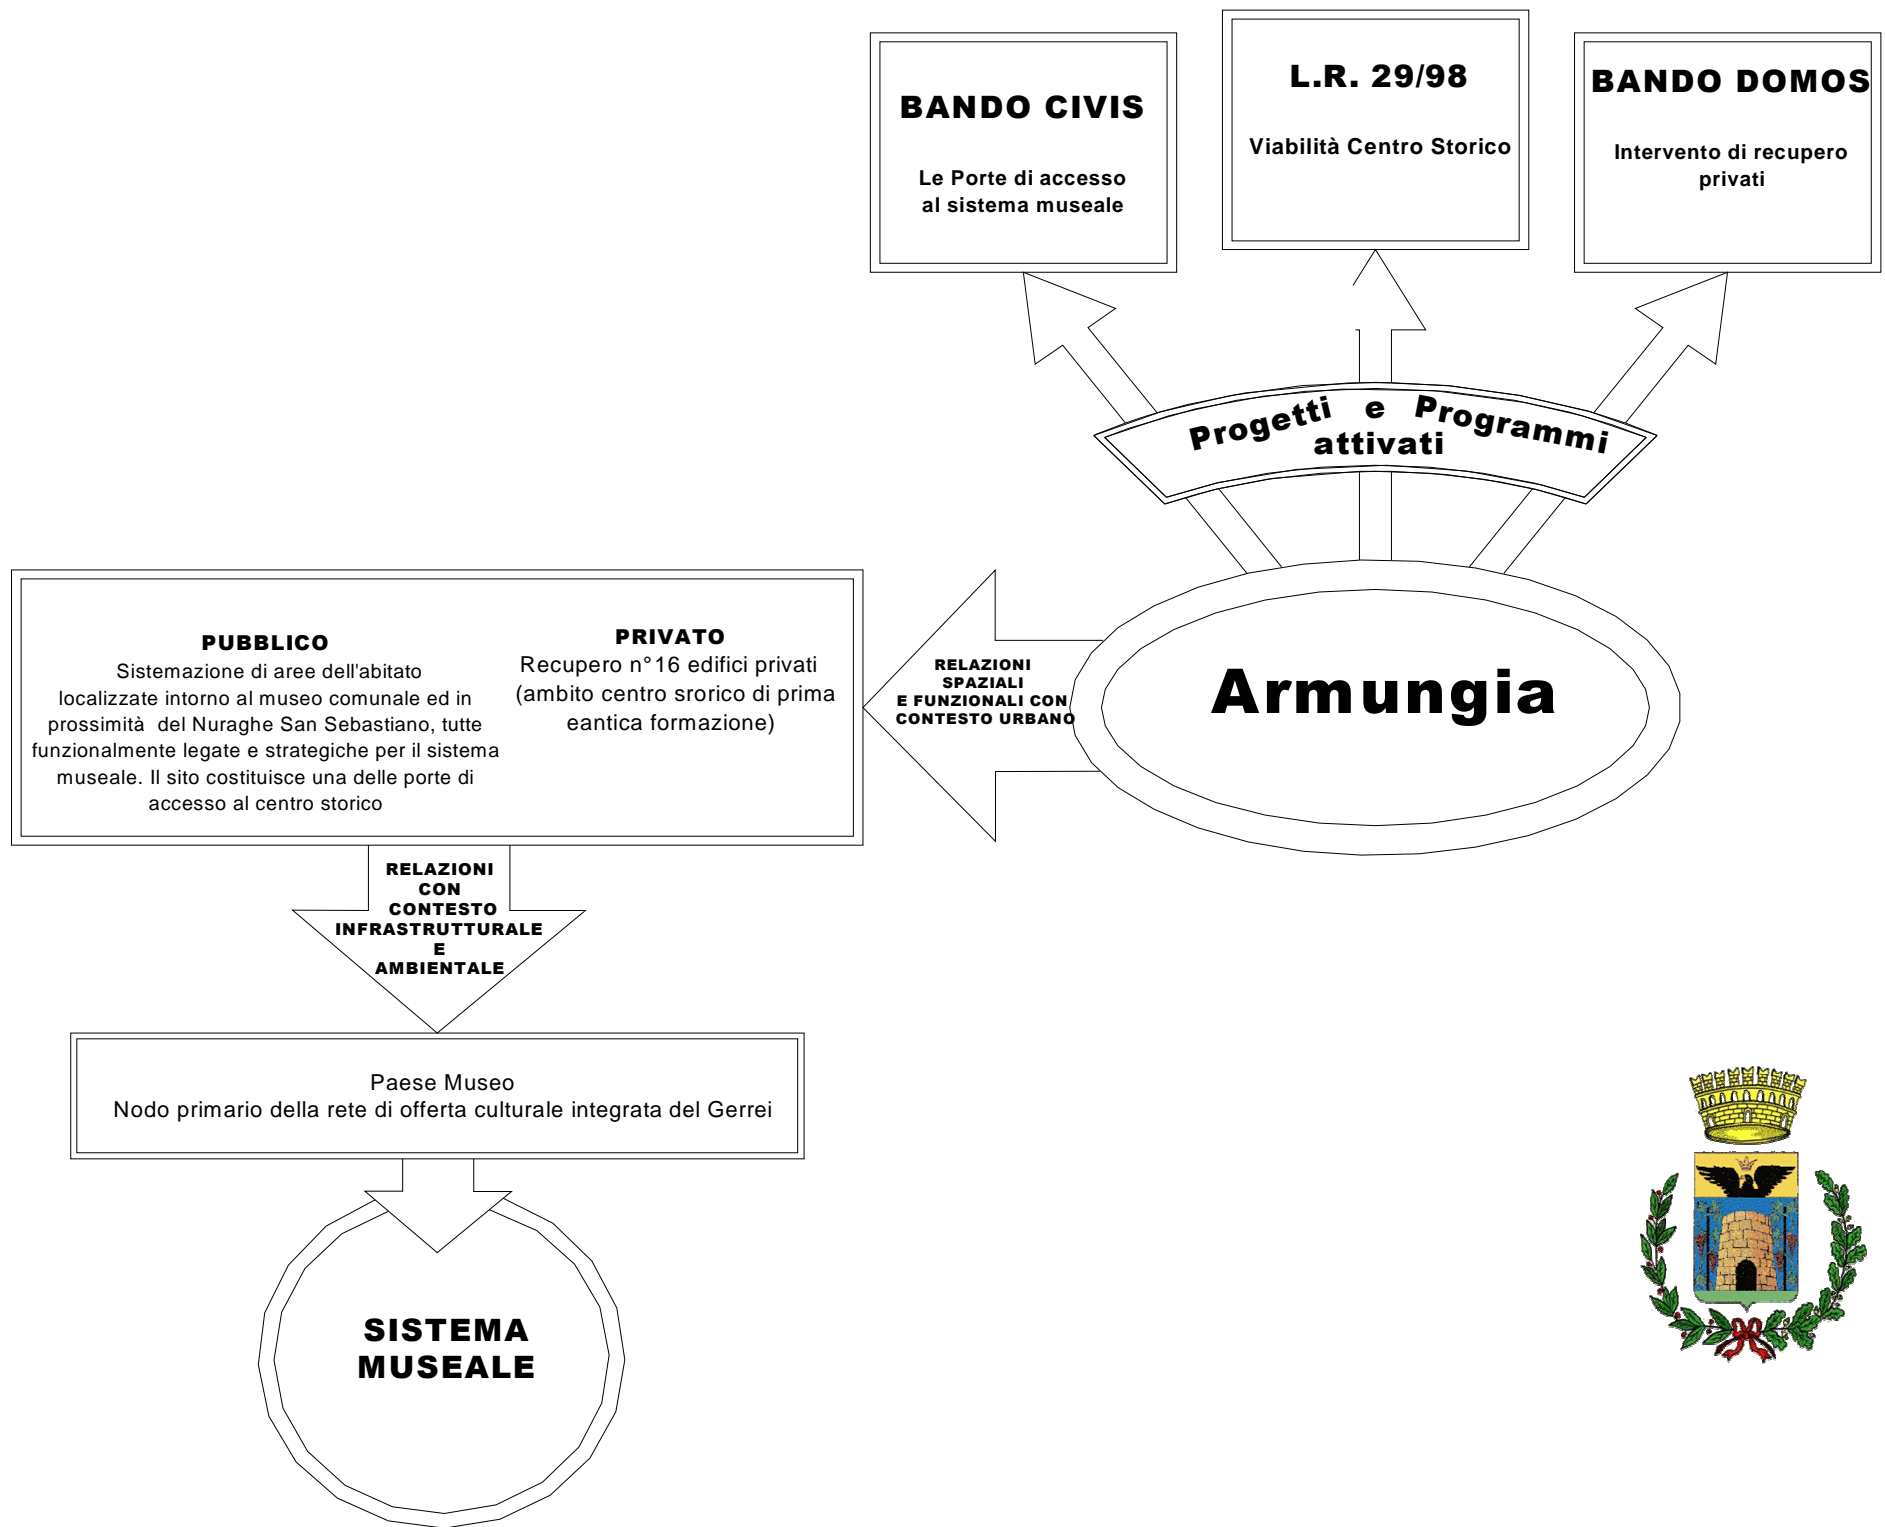 BANDO CIVIS
Le Porte di accesso
al sistema museale
L.R. 29/98
Viabilità Centro Storico
BANDO DOMOS
Intervento di recupero
privati
Progetti e Programmi
attivati
Armungia
RELAZIONI
SPAZIALI
E FUNZIONALI CON
CONTESTO URBANO
PUBBLICO
Sistemazione di aree dell'abitato
localizzate intorno al museo comunale ed in
prossimità del Nuraghe San Sebastiano, tutte
funzionalmente legate e strategiche per il sistema
museale. Il sito costituisce una delle porte di
accesso al centro storico
PRIVATO
Recupero n°16 edifici privati
(ambito centro srorico di prima
eantica formazione)
RELAZIONI
CON
CONTESTO
INFRASTRUTTURALE
E
AMBIENTALE
Paese Museo
Nodo primario della rete di offerta culturale integrata del Gerrei
SISTEMA
MUSEALE